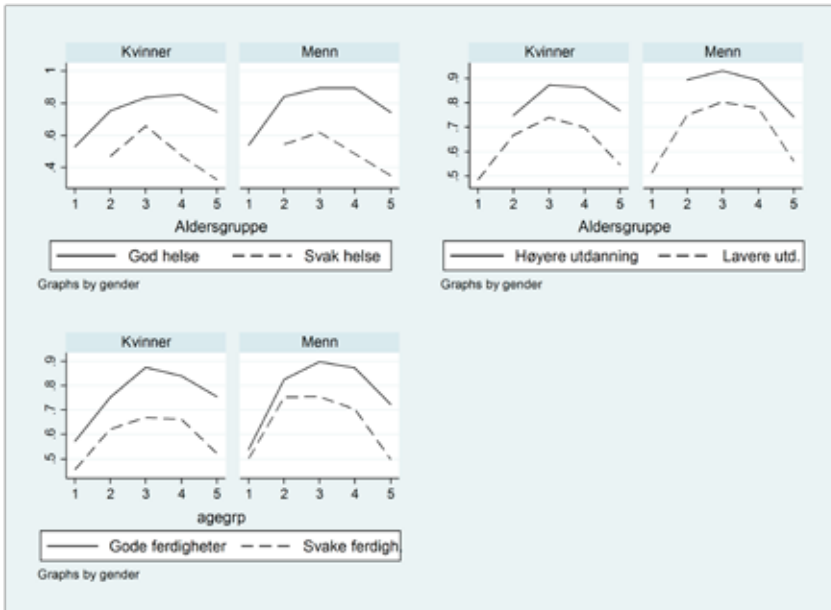 Kvinner Menn
1
.8
.6
.4
1 2 3 4 5 1 2 3 4 5
Aldersgruppe
God helse Svak helse
Graphs by gender
Kvinner Menn
.9
.8
.7
.6
.5
1 2 3 4 5 1 2 3 4 5
Aldersgruppe
Høyere utdanning Lavere utd.
Graphs by gender
Kvinner Menn
.9
.8
.7
.6
.5
1 2 3 4 5 1 2 3 4 5
agegrp
Gode ferdigheter Svake ferdigh.
Graphs by gender